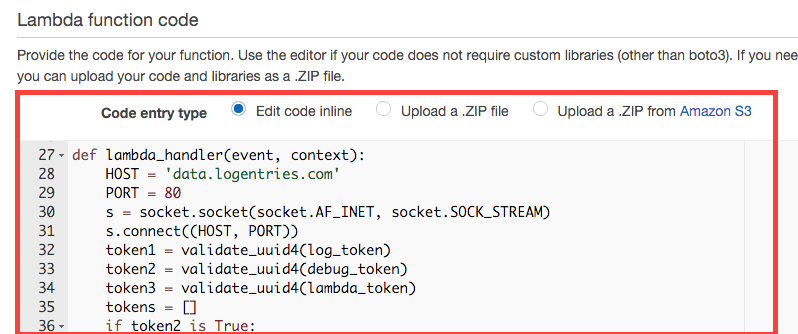 Lambda function code
Provide the code for your function. Use the editor if your code does not require custom libraries (other than boto3). If you nee
you can upload your code and libraries as a .ZIP file.
Code entry type Edit code inline Upload a .ZIP file Upload a .ZIP from Amazon S3
27 def lambda_handler(event, context):
28 HOST = 'data.logentries.com'
29 PORT = 80
30 s = socket.socket(socket.AF_INET, socket.SOCK_STREAM)
31 s.connect((HOST, PORT))
32 token1 = validate_uuid4(log_token)
33 token2 = validate_uuid4(debug_token)
34 token3 = validate_uuid4(lambda_token)
35 tokens = []
36 if token2 is True: